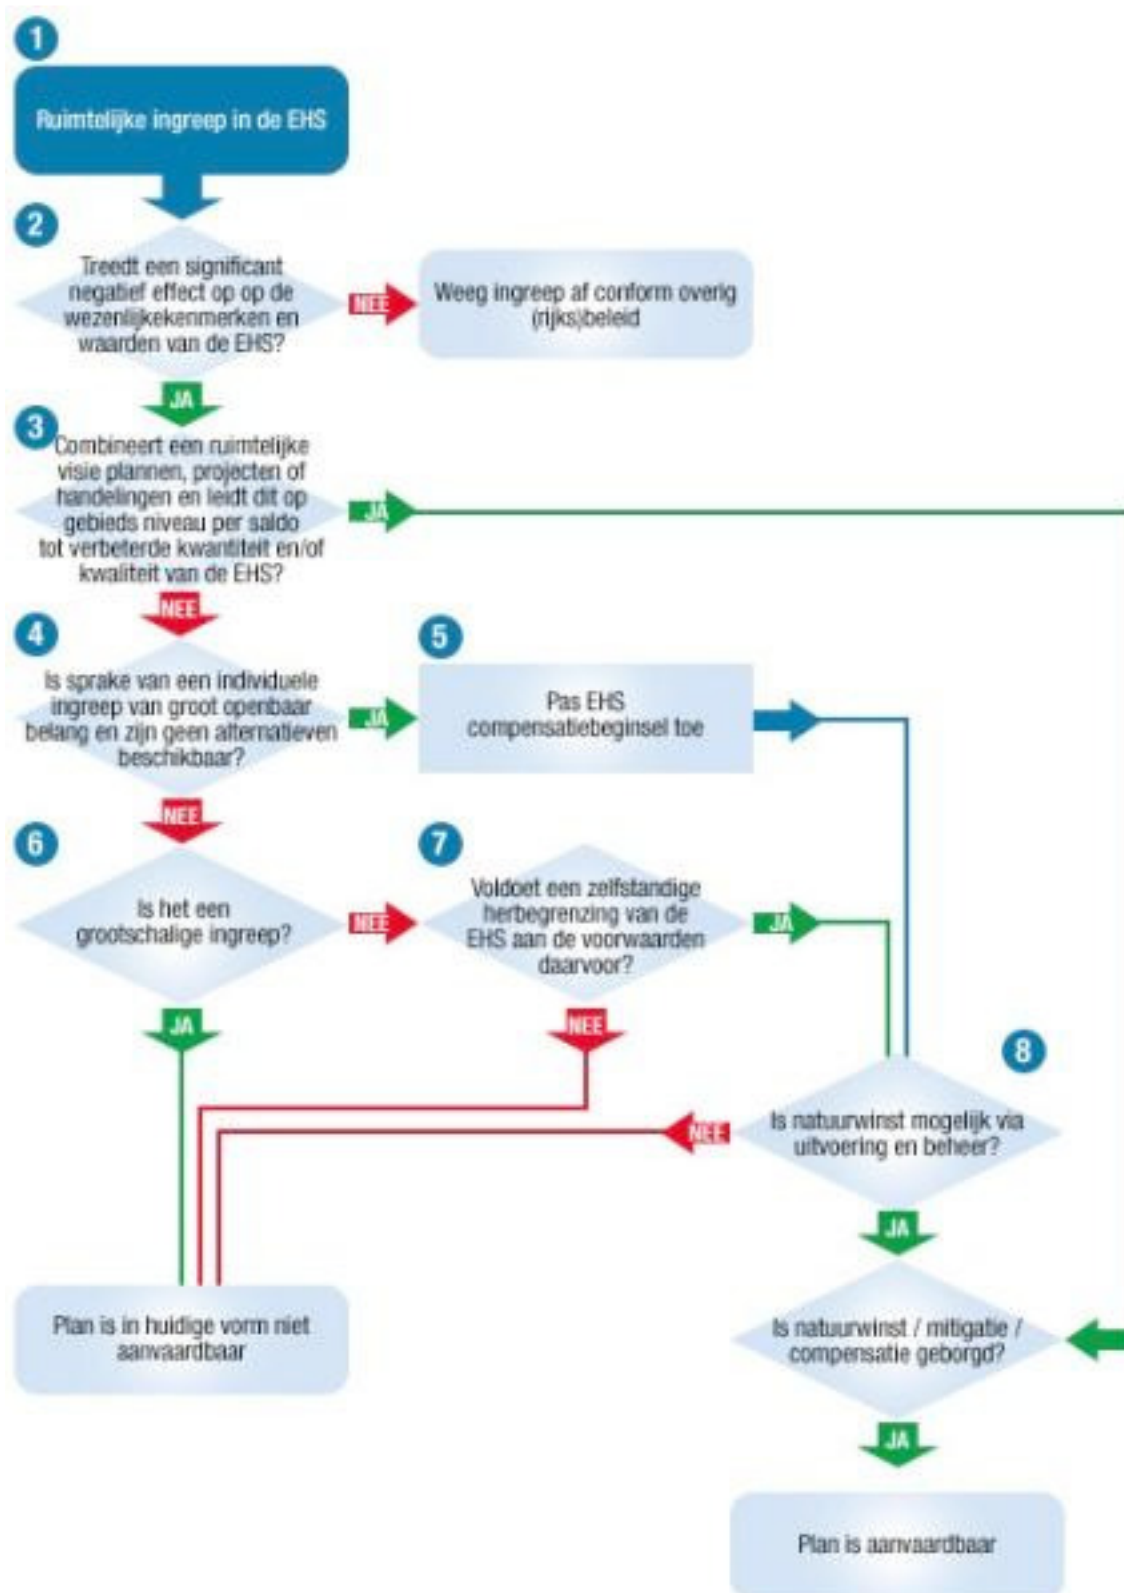 1
Ruimtelijke ingreep in de EHS
2
Treedt een significant
negatief effect op op de
wezenlijkekenmerken en
waarden van de EHS?
NEE
Weeg ingreep af conform overig
(rijks)beleid
JA
3
Combineert een ruimtelijke
visie plannen, projecten of
handelingen en leidt dit op
gebieds niveau per saldo
tot verbeterde kwantiteit en/of
kwaliteit van de EHS?
JA
NEE
4
Is sprake van een individuele
ingreep van groot openbaar
belang en zijn geen alternatieven
beschikbaar?
JA
5
Pas EHS
compensatiebeginsel toe
NEE
6
Is het een
grootschalige ingreep?
NEE
7
Voldoet een zelfstandige
herbegrenzing van de
EHS aan de voorwaarden
daarvoor?
JA
JA
NEE
8
Is natuurwinst mogelijk via
uitvoering en beheer?
NEE
JA
Plan is in huidige vorm niet
aanvaardbaar
Is natuurwinst / mitigatie /
compensatie geborgd?
JA
Plan is aanvaardbaar